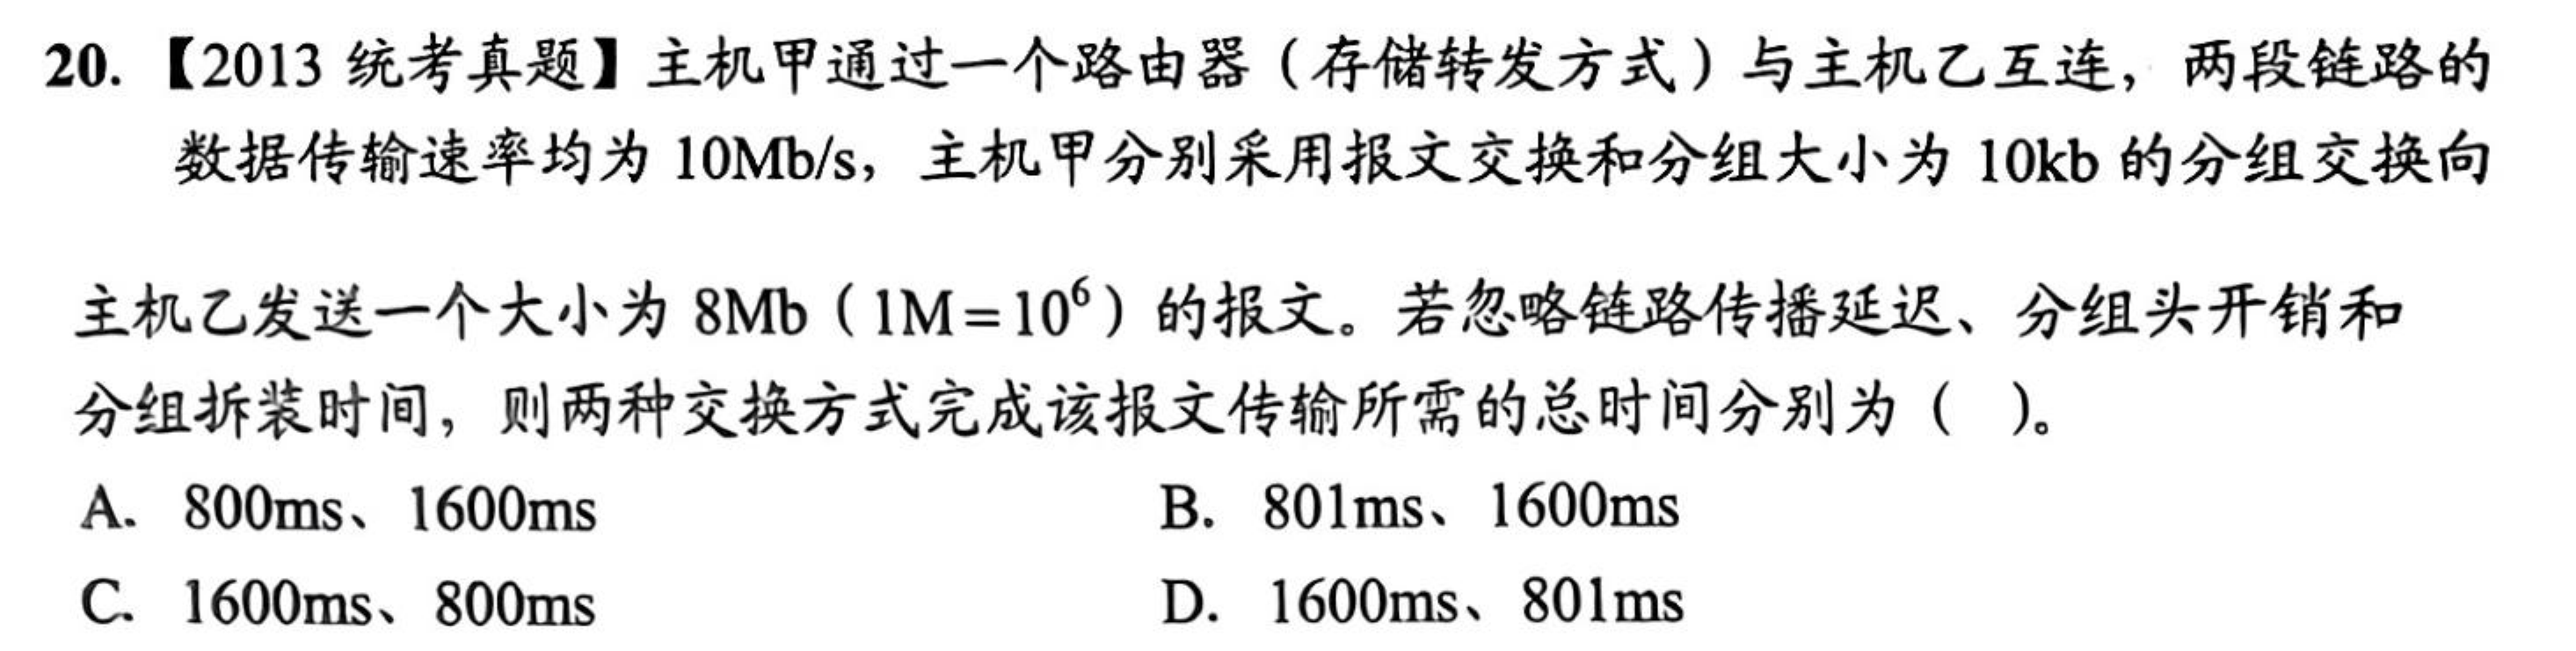 20. 【2013 统考真题】主机甲通过一个路由器（存储转发方式）与主机乙互连，两段链路的
数据传输速率均为 10Mb/s，主机甲分别采用报文交换和分组大小为 10kb 的分组交换向
主机乙发送一个大小为 8Mb（1M=10⁶）的报文。若忽略链路传播延迟、分组头开销和
分组拆装时间，则两种交换方式完成该报文传输所需的总时间分别为（ ）。
A. 800ms、1600ms B. 801ms、1600ms
C. 1600ms、800ms D. 1600ms、801ms